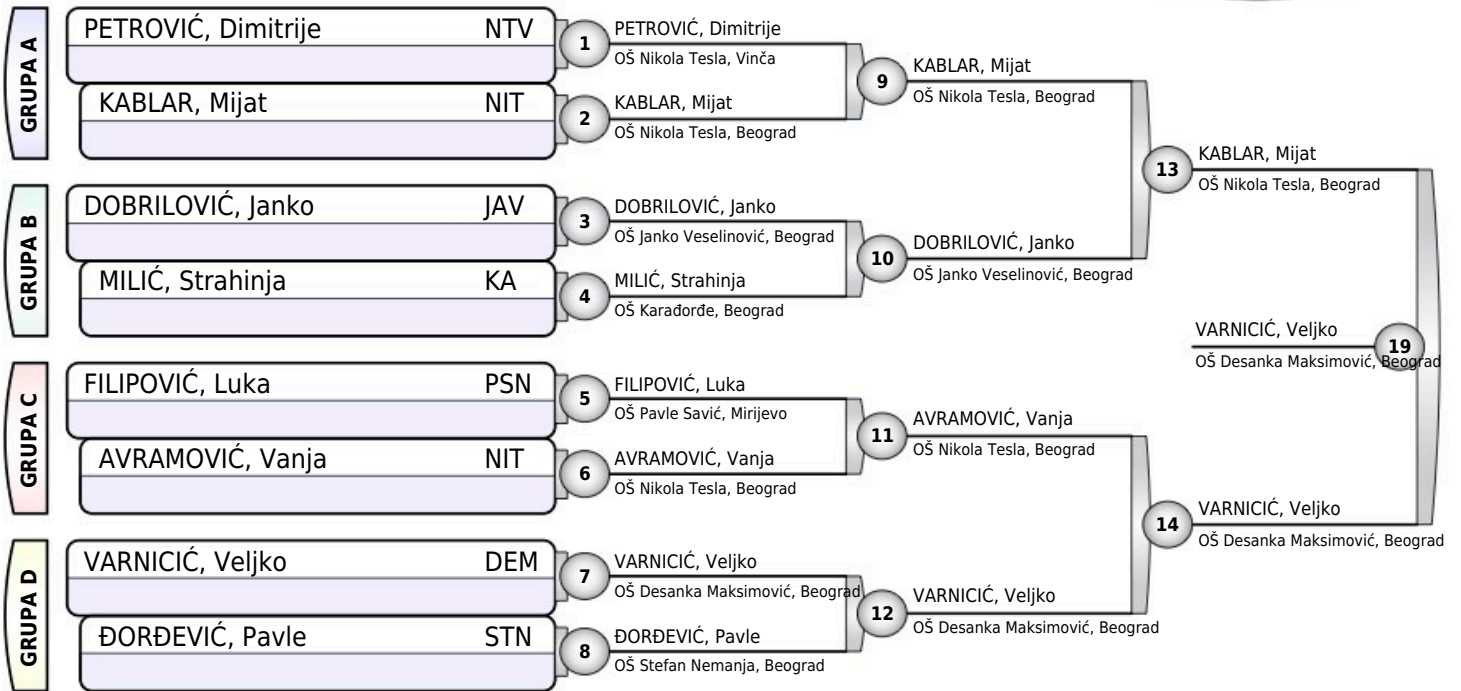 GRUPA A
PETROVIĆ, Dimitrije NTV
KABLAR, Mijat NIT
GRUPA B
DOBRILOVIĆ, Janko JAV
MILIĆ, Strahinja KA
GRUPA C
FILIPOVIĆ, Luka PSN
AVRAMOVIĆ, Vanja NIT
GRUPA D
VARNICIĆ, Veljko DEM
ĐORĐEVIĆ, Pavle STN
1
PETROVIĆ, Dimitrije
OŠ Nikola Tesla, Vinča
2
KABLAR, Mijat
OŠ Nikola Tesla, Beograd
3
DOBRILOVIĆ, Janko
OŠ Janko Veselinović, Beograd
4
MILIĆ, Strahinja
OŠ Karađorđe, Beograd
5
FILIPOVIĆ, Luka
OŠ Pavle Savić, Mirijevo
6
AVRAMOVIĆ, Vanja
OŠ Nikola Tesla, Beograd
7
VARNICIĆ, Veljko
OŠ Desanka Maksimović, Beograd
8
ĐORĐEVIĆ, Pavle
OŠ Stefan Nemanja, Beograd
9
KABLAR, Mijat
OŠ Nikola Tesla, Beograd
10
DOBRILOVIĆ, Janko
OŠ Janko Veselinović, Beograd
11
AVRAMOVIĆ, Vanja
OŠ Nikola Tesla, Beograd
12
VARNICIĆ, Veljko
OŠ Desanka Maksimović, Beograd
13
KABLAR, Mijat
OŠ Nikola Tesla, Beograd
14
VARNICIĆ, Veljko
OŠ Desanka Maksimović, Beograd
19
VARNICIĆ, Veljko
OŠ Desanka Maksimović, Beograd